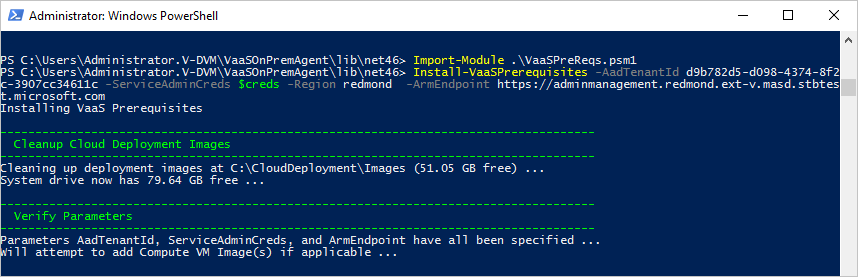 Administrator: Windows PowerShell
PS C:\Users\Administrator.V-DVM\VaaSOnPremAgent\lib\net46> Import-Module .\VaaSPreReqs.psm1
PS C:\Users\Administrator.V-DVM\VaaSOnPremAgent\lib\net46> Install-VaaSPrerequisites -AadTenantId d9b782d5-d098-4374-8f2
c-3907cc34611c -ServiceAdminCreds $creds -Region redmond  -ArmEndpoint https://adminmanagement.redmond.ext-v.masd.stbtes
t.microsoft.com
Installing VaaS Prerequisites
-------------------------------------------------------------------------------------
  Cleanup Cloud Deployment Images
-------------------------------------------------------------------------------------
Cleaning up deployment images at C:\CloudDeployment\Images (51.05 GB free) ...
System drive now has 79.64 GB free ...
-------------------------------------------------------------------------------------
  Verify Parameters
-------------------------------------------------------------------------------------
Parameters AadTenantId, ServiceAdminCreds, and ArmEndpoint have all been specified ...
Will attempt to add Compute VM Image(s) if applicable ...